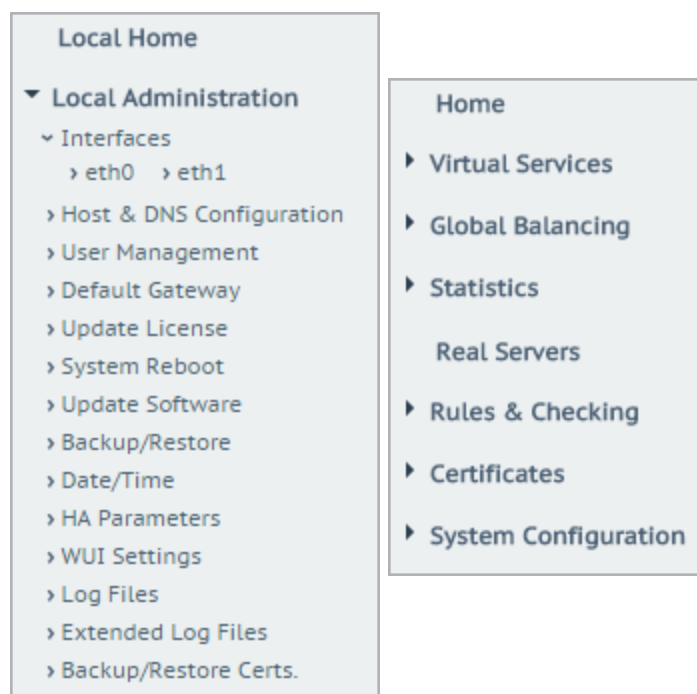 Local Home
Local Administration
Interfaces
eth0 eth1
Host & DNS Configuration
User Management
Default Gateway
Update License
System Reboot
Update Software
Backup/Restore
Date/Time
HA Parameters
WUI Settings
Log Files
Extended Log Files
Backup/Restore Certs.
Home
Virtual Services
Global Balancing
Statistics
Real Servers
Rules & Checking
Certificates
System Configuration